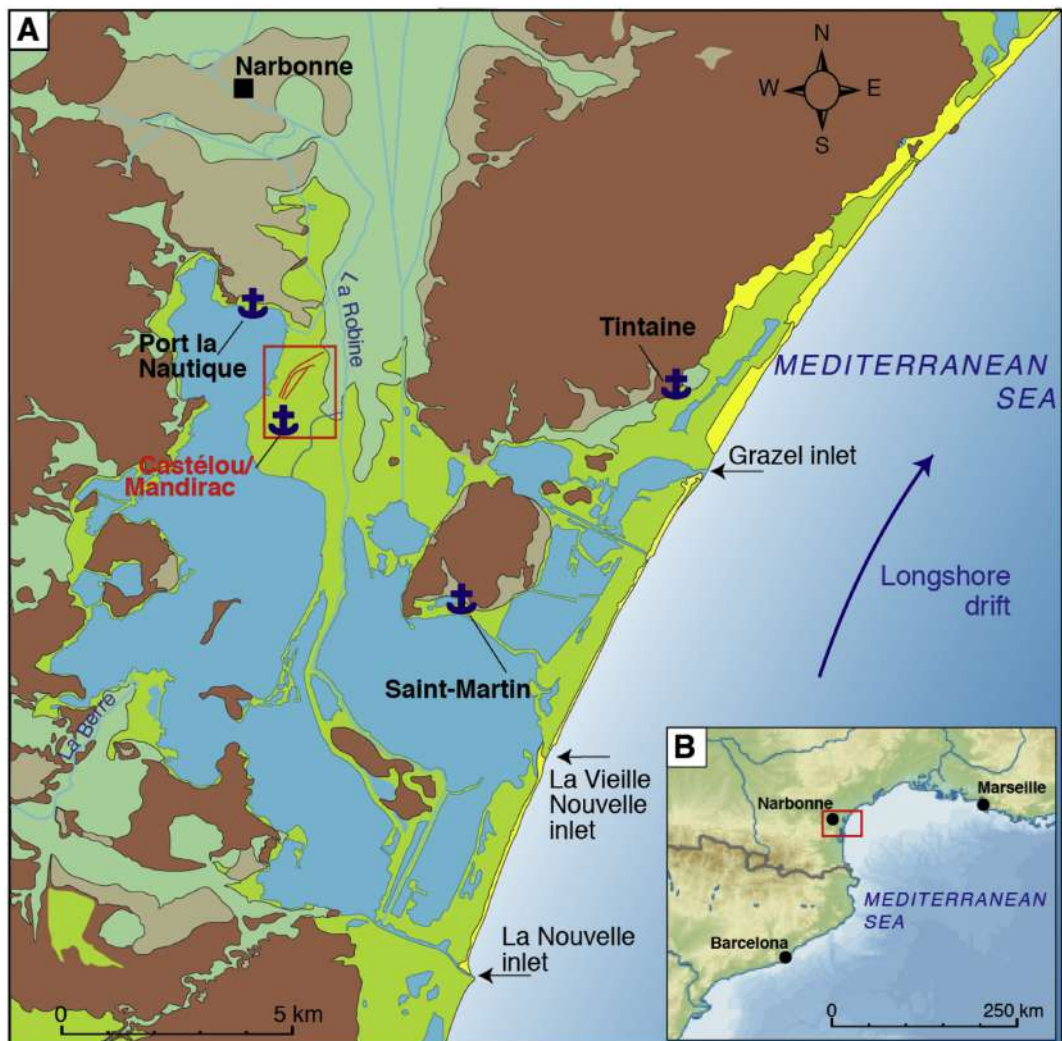 A
Narbonne
N
W
E
S
Port la
Nautique
La Robine
Tintaine
MEDITERRANEAN
SEA
Castélou/
Mandirac
Grazel inlet
Longshore
drift
Saint-Martin
La Berre
La Vieille
Nouvelle
inlet
La Nouvelle
inlet
0
5 km
B
Narbonne
Marseille
MEDITERRANEAN
SEA
Barcelona
0
250 km